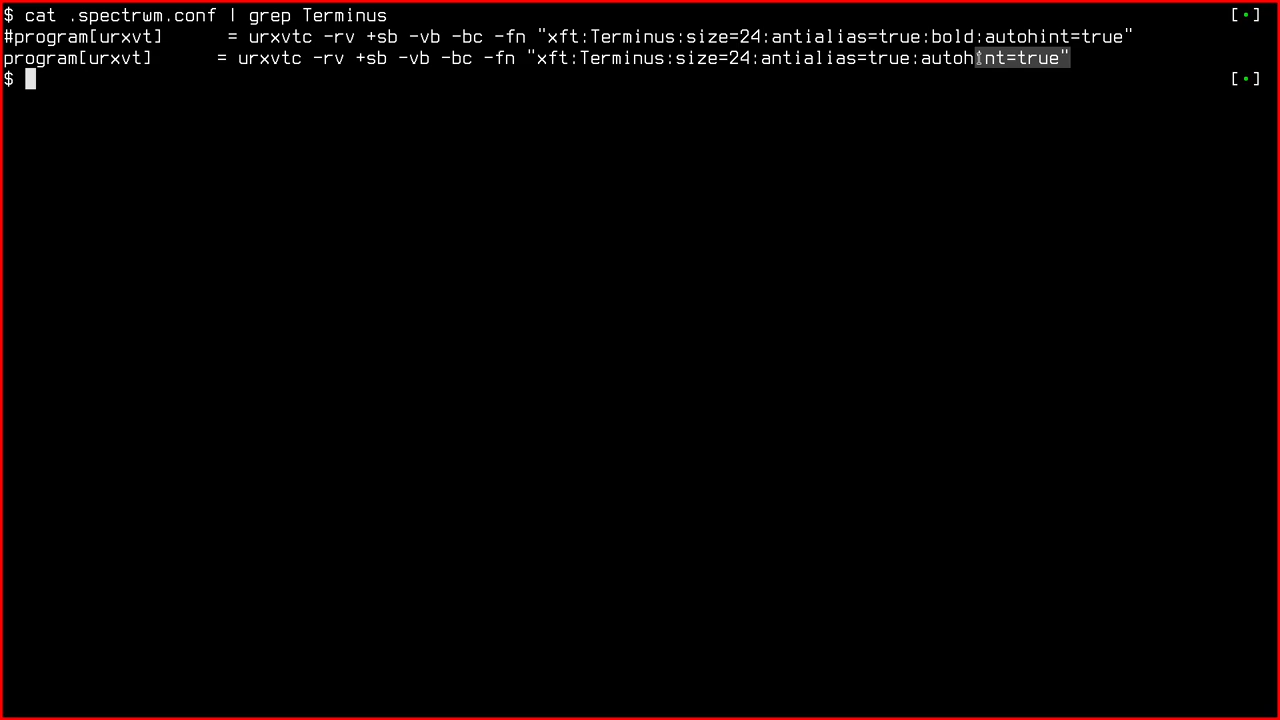 $ cat .spectrwm.conf | grep Terminus [·]
#program[urxvt]      = urxvtc -rv +sb -vb -bc -fn "xft:Terminus:size=24:antialias=true:bold:autohint=true"
program[urxvt]      = urxvtc -rv +sb -vb -bc -fn "xft:Terminus:size=24:antialias=true:autohint=true"
$ [·]